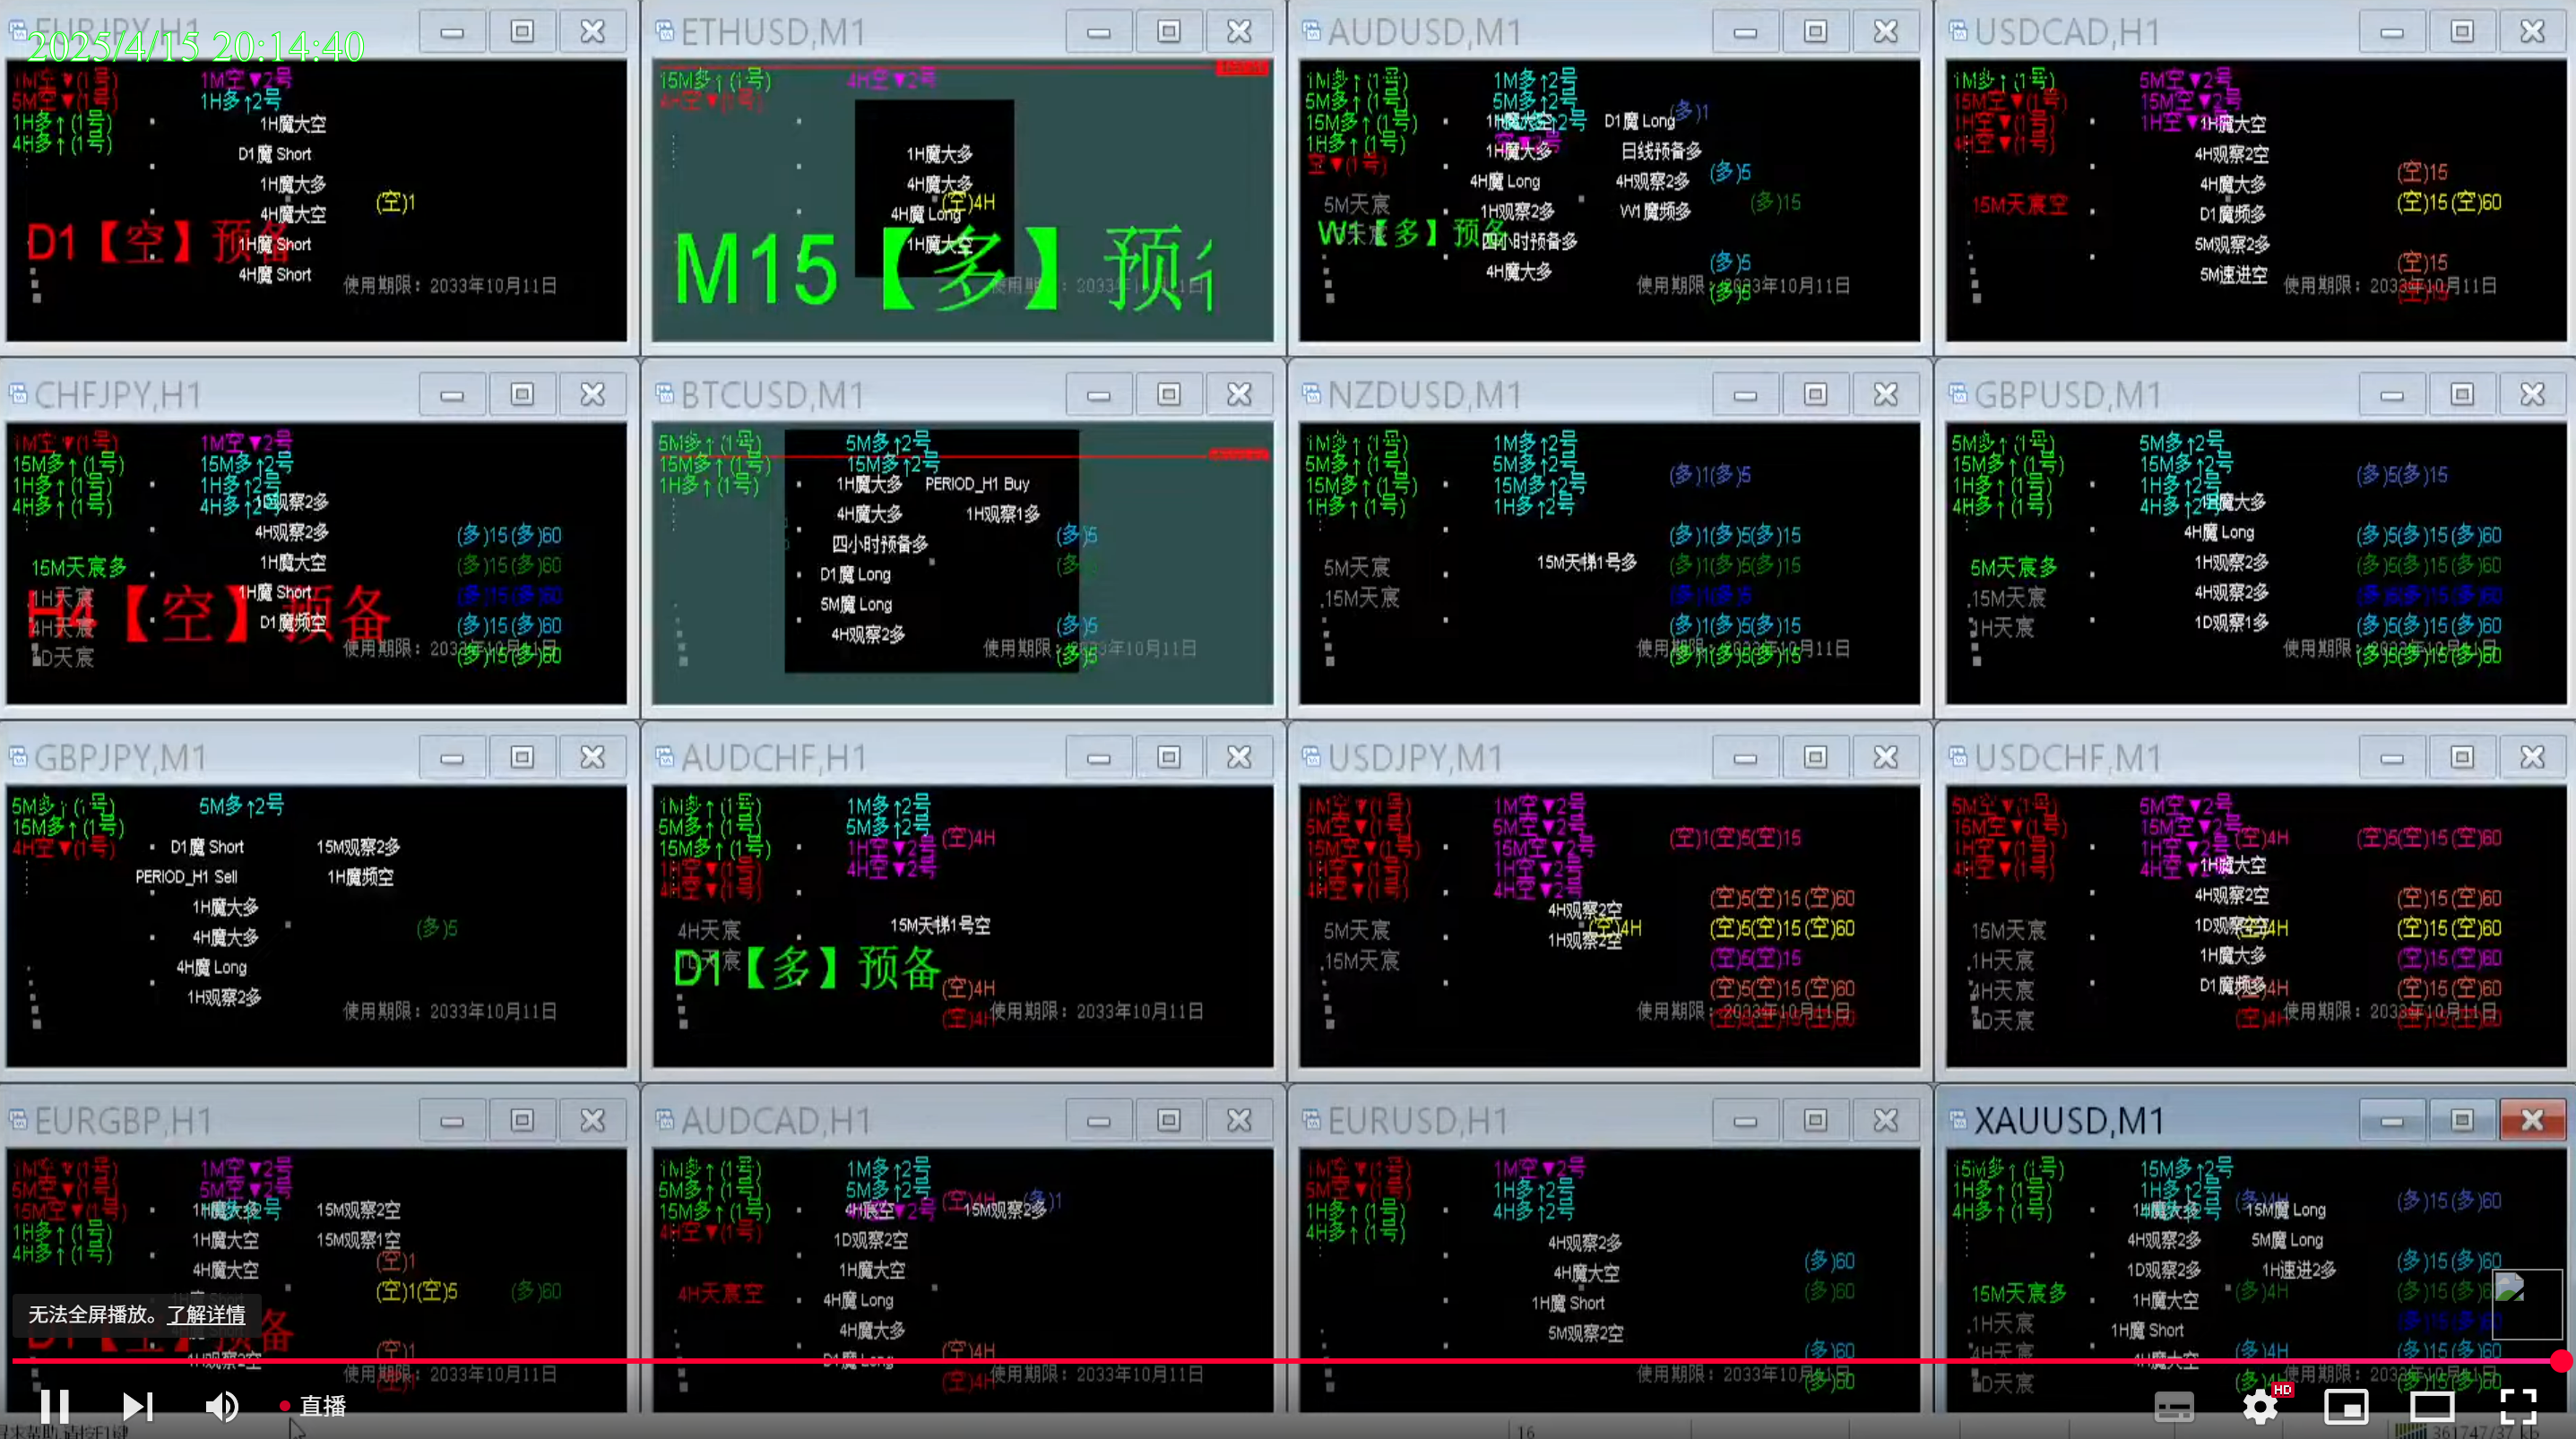 EURJPY,H1
2025/4/15 20:14:40
1M空▼(1号)
1M空▼2号
5M空▼(1号)
1H多↑2号
1H多↑(1号)
4H多↑(1号)
1H魔大空
D1魔 Short
1H魔大多
(空)1
4H魔大空
D1【空】预备
1H魔 Short
4H魔 Short
使用期限：2033年10月11日
ETHUSD,M1
15M多↑(1号)
4H空▼2号
4H空▼(1号)
1H魔大多
4H魔大多
(空)4H
4H魔 Long
1H魔大空
M15【多】预
AUDUSD,M1
1M多↑(1号)
1M多↑2号
5M多↑(1号)
5M多↑2号
15M多↑(1号)
1H多↑(1号)
空▼(1号)
(多)1
D1魔 Long
1H魔大多
日线预备多
4H魔 Long
4H观察2多
(多)5
5M天宸
1H观察2多
W1魔频多
(多)15
W1【多】预备
四小时预备多
4H魔大多
(多)5
(多)5
使用期限：2033年10月11日
USDCAD,H1
1M多↑(1号)
5M空▼2号
15M空▼(1号)
15M空▼2号
1H空▼(1号)
1H空▼2号
4H空▼(1号)
1H魔大空
4H观察2空
4H魔大多
(空)15
15M天宸空
D1魔频多
(空)15(空)60
5M观察2多
(空)15
5M速进空
(空)15
使用期限：2033年10月11日
CHFJPY,H1
1M空▼(1号)
1M空▼2号
15M多↑(1号)
15M多↑2号
1H多↑(1号)
1H多↑2号
4H多↑(1号)
4H多↑2号
观察2多
4H观察2多
(多)15(多)60
15M天宸多
1H魔大空
(多)15(多)60
1H天宸
1H魔 Short
(多)15(多)60
H4【空】预备
4H天宸
D1魔频空
(多)15(多)60
1D天宸
使用期限：2033年10月11日
(多)15(多)60
BTCUSD,M1
5M多↑(1号)
5M多↑2号
15M多↑(1号)
15M多↑2号
1H多↑(1号)
1H魔大多
PERIOD_H1 Buy
4H魔大多
1H观察1多
四小时预备多
(多)5
D1魔 Long
5M魔 Long
4H观察2多
(多)5
(多)5
使用期限：2033年10月11日
NZDUSD,M1
1M多↑(1号)
1M多↑2号
5M多↑(1号)
5M多↑2号
15M多↑(1号)
15M多↑2号
1H多↑(1号)
1H多↑2号
(多)1(多)5
(多)1(多)5(多)15
5M天宸
15M天梯1号多
(多)1(多)5(多)15
15M天宸
(多)1(多)5
(多)1(多)5(多)15
使用期限：2033年10月11日
(多)1(多)5(多)15
GBPUSD,M1
5M多↑(1号)
5M多↑2号
15M多↑(1号)
15M多↑2号
1H多↑(1号)
1H多↑2号
4H多↑(1号)
4H多↑2号
(多)5(多)15
1H魔大多
4H魔 Long
(多)5(多)15(多)60
5M天宸多
1H观察2多
(多)5(多)15(多)60
15M天宸
4H观察2多
(多)5(多)15(多)60
1H天宸
1D观察1多
(多)5(多)15(多)60
使用期限：2033年10月11日
(多)5(多)15(多)60
GBPJPY,M1
5M多↑(1号)
5M多↑2号
15M多↑(1号)
4H空▼(1号)
D1魔 Short
15M观察2多
PERIOD_H1 Sell
1H魔频空
1H魔大多
4H魔大多
(多)5
4H魔 Long
1H观察2多
使用期限：2033年10月11日
AUDCHF,H1
1M多↑(1号)
1M多↑2号
5M多↑(1号)
5M多↑2号
15M多↑(1号)
1H空▼2号
1H空▼(1号)
4H空▼2号
4H空▼(1号)
(空)4H
4H天宸
15M天梯1号空
D1【多】预备
(空)4H
(空)4H
使用期限：2033年10月11日
USDJPY,M1
1M空▼(1号)
1M空▼2号
5M空▼(1号)
5M空▼2号
15M空▼(1号)
15M空▼2号
1H空▼(1号)
1H空▼2号
4H空▼(1号)
4H空▼2号
(空)1(空)5(空)15
4H观察2空
(空)5(空)15(空)60
5M天宸
(空)4H
(空)5(空)15(空)60
1H观察2空
15M天宸
(空)5(空)15
(空)5(空)15(空)60
使用期限：2033年10月11日
(空)5(空)15(空)60
USDCHF,M1
5M空▼(1号)
5M空▼2号
15M空▼(1号)
15M空▼2号
1H空▼(1号)
1H空▼2号
4H空▼(1号)
4H空▼2号
(空)4H
(空)5(空)15(空)60
1H魔大空
4H观察2空
(空)15(空)60
15M天宸
1D观察2空
(空)15(空)60
1H天宸
1H魔大多
(空)15(空)60
4H天宸
D1魔频多
(空)4H
(空)15(空)60
1D天宸
(空)4H
使用期限：2033年10月11日
(空)15(空)60
EURGBP,H1
1M空▼(1号)
1M空▼2号
5M空▼(1号)
5M空▼2号
15M空▼(1号)
1H多↑(1号)
4H多↑(1号)
1H魔大多
15M观察2空
1H魔大空
15M观察1空
4H魔大空
(空)1
(空)1(空)5
(多)60
D1【空】预备
(空)1
1H观察2空
使用期限：2033年10月11日
AUDCAD,H1
1M多↑(1号)
1M多↑2号
5M多↑(1号)
5M多↑2号
15M多↑(1号)
4H空▼(1号)
(空)4H
(多)1
15M观察2多
1D观察2空
1H魔大空
4H天宸空
4H魔 Long
4H魔大多
(空)4H
D1魔 Long
(空)4H
使用期限：2033年10月11日
EURUSD,H1
1M空▼(1号)
1M空▼2号
5M空▼(1号)
1H多↑2号
1H多↑(1号)
4H多↑2号
4H多↑(1号)
4H观察2多
(多)60
4H魔大空
(多)60
1H魔 Short
5M观察2空
(多)60
使用期限：2033年10月11日
(多)60
XAUUSD,M1
15M多↑(1号)
15M多↑2号
1H多↑(1号)
1H多↑2号
4H多↑(1号)
(多)15(多)60
15M魔 Long
4H观察2多
5M魔 Long
(多)15(多)60
1D观察2多
1H速进2多
15M天宸多
1H魔大空
(多)4H
1H天宸
1H魔 Short
4H天宸
(多)4H
(多)15(多)60
1D天宸
使用期限：2033年10月11日
无法全屏播放。了解详情
直播
HD
16
361747/37 kb